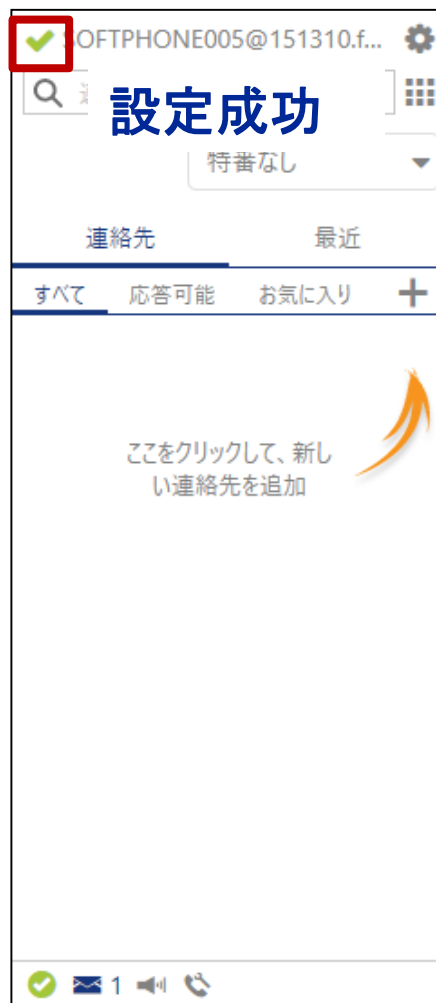 SOFTPHONE005@151310.f...
設定成功
特番なし
連絡先 最近
すべて 応答可能 お気に入り
ここをクリックして、新し
い連絡先を追加
1